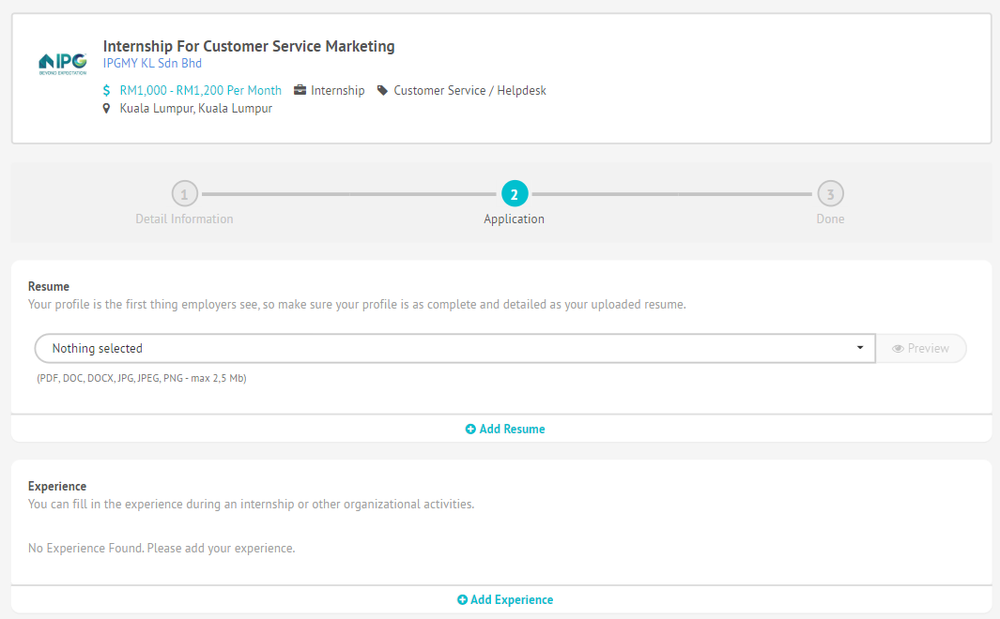 Internship For Customer Service Marketing
IPG
BEYOND EXPECTATION
IPGMY KL Sdn Bhd
$ RM1,000 - RM1,200 Per Month Internship Customer Service / Helpdesk
Kuala Lumpur, Kuala Lumpur
1 2 3
Detail Information Application Done
Resume
Your profile is the first thing employers see, so make sure your profile is as complete and detailed as your uploaded resume.
Nothing selected Preview
(PDF, DOC, DOCX, JPG, JPEG, PNG - max 2,5 Mb)
Add Resume
Experience
You can fill in the experience during an internship or other organizational activities.
No Experience Found. Please add your experience.
Add Experience